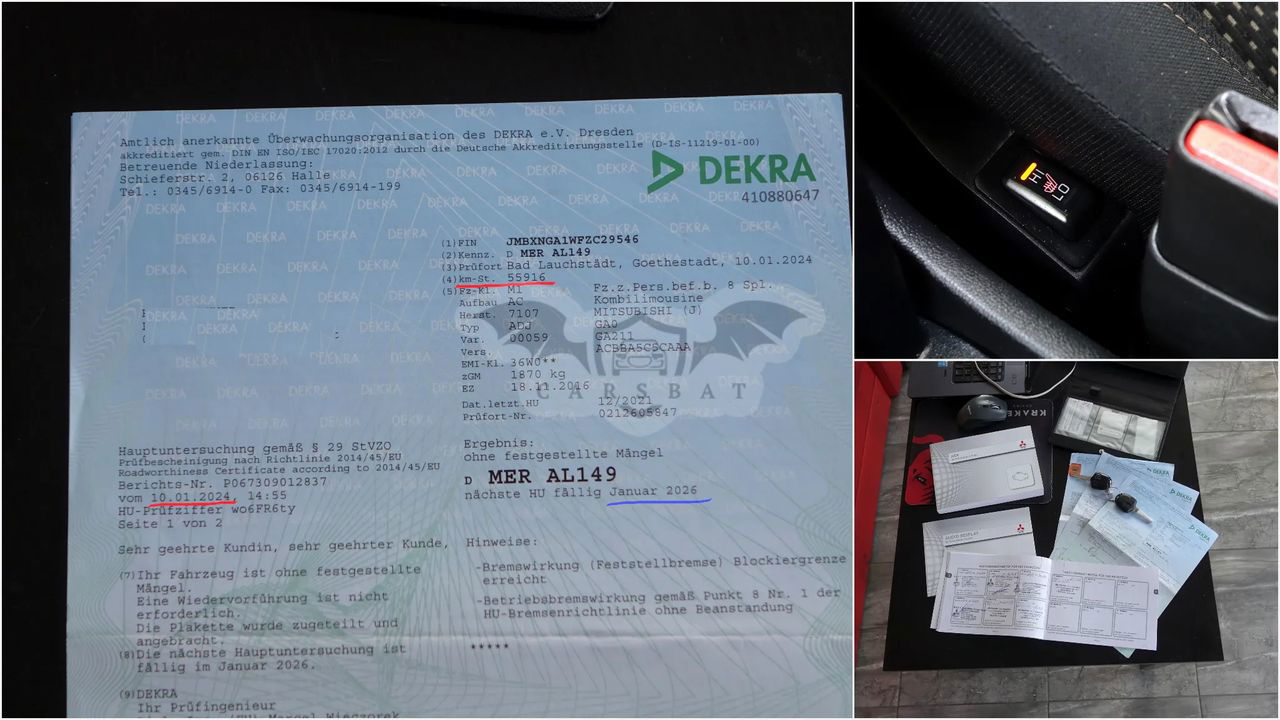 Amtlich anerkannte Überwachungsorganisation des DEKRA e.V. Dresden
akkreditiert gem. DIN EN ISO/IEC 17020:2012 durch die Deutsche Akkreditierungsstelle (D-IS-11219-01-00)
Betreuende Niederlassung:
Schieferstr. 2, 06126 Halle
Tel.: 0345/6914-0 Fax: 0345/6914-199
DEKRA
410880647
(1) FIN JMBXNGA1WFZC29546
(2) Kennz. D MER AL149
(3) Prüfort Bad Lauchstädt, Goethestadt, 10.01.2024
(4) km-St. 55916
(5) Fz-Kl. M1 Fz.z.Pers.bef.b. 8 Spl.
Aufbau AC Kombilimousine
Herst. 7107 MITSUBISHI (J)
Typ ADJ GA0
Var. 00059 GA211
Vers. ACBBA5CSCAAA
EMI-Kl. 36W0**
zGM 1870 kg
EZ 18.11.2016
CARSBAT
Dat.letzt.HU 12/2021
Prüfort-Nr. 0212605847
Hauptuntersuchung gemäß § 29 StVZO
Prüfbescheinigung nach Richtlinie 2014/45/EU
Roadworthiness Certificate according to 2014/45/EU
Berichts-Nr. P067309012837
vom 10.01.2024, 14:55
HU-Prüfziffer wo6FR6ty
Seite 1 von 2
Ergebnis:
ohne festgestellte Mängel
D MER AL149
nächste HU fällig Januar 2026
Sehr geehrte Kundin, sehr geehrter Kunde,
(7) Ihr Fahrzeug ist ohne festgestellte
Mängel.
Eine Wiedervorführung ist nicht
erforderlich.
Die Plakette wurde zugeteilt und
angebracht.
(8) Die nächste Hauptuntersuchung ist
fällig im Januar 2026.
(9) DEKRA
Ihr Prüfingenieur
Hinweise:
-Bremswirkung (Feststellbremse) Blockiergrenze
erreicht
-Betriebsbremswirkung gemäß Punkt 8 Nr. 1 der
HU-Bremsenrichtlinie ohne Beanstandung
*****
HI
LO
KRAKE
AUDIO DISPLAY